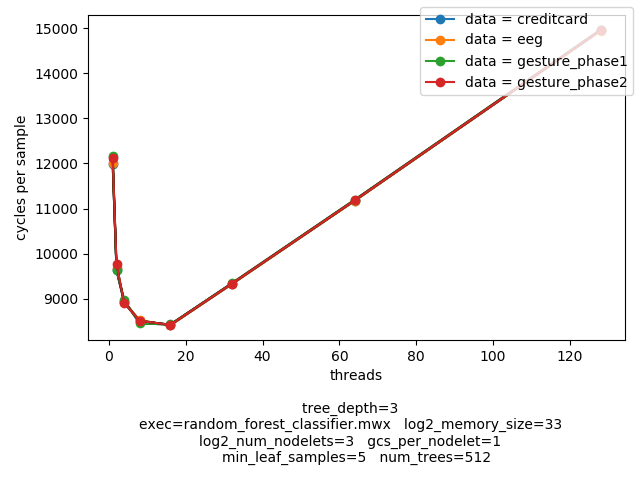 data = creditcard
data = eeg
data = gesture_phase1
data = gesture_phase2
15000
14000
13000
12000
11000
10000
9000
cycles per sample
0 20 40 60 80 100 120
threads
tree_depth=3
exec=random_forest_classifier.mwx log2_memory_size=33
log2_num_nodelets=3 gcs_per_nodelet=1
min_leaf_samples=5 num_trees=512